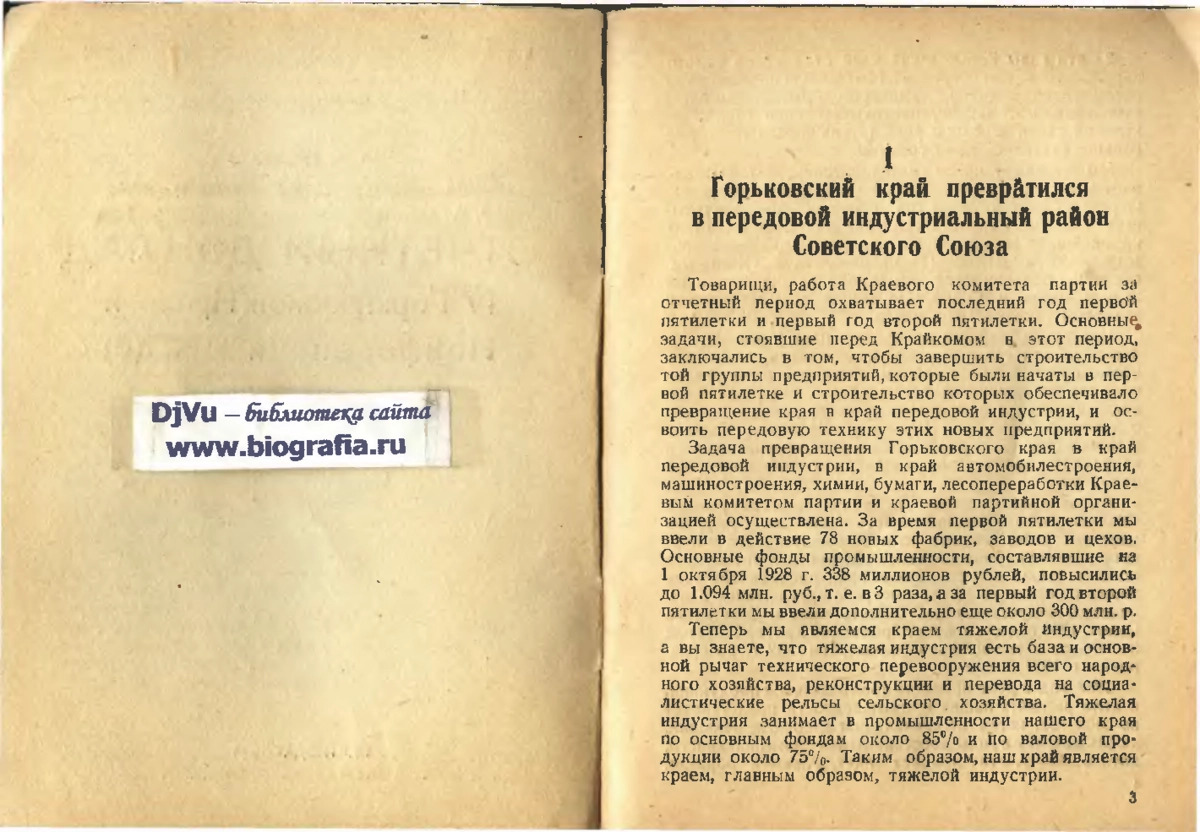 DjVu – библиотека сайта
www.biografia.ru
I
Горьковский край превратился
в передовой индустриальный район
Советского Союза
Товарищи, работа Краевого комитета партии за
отчетный период охватывает последний год первой
пятилетки и первый год второй пятилетки. Основные
задачи, стоявшие перед Крайкомом в этот период,
заключались в том, чтобы завершить строительство
той группы предприятий, которые были начаты в пер-
вой пятилетке и строительство которых обеспечивало
превращение края в край передовой индустрии, и ос-
воить передовую технику этих новых предприятий.
Задача превращения Горьковского края в край
передовой индустрии, в край автомобилестроения,
машиностроения, химии, бумаги, лесопереработки Крае-
вым комитетом партии и краевой партийной органи-
зацией осуществлена. За время первой пятилетки мы
ввели в действие 78 новых фабрик, заводов и цехов.
Основные фонды промышленности, составлявшие на
1 октября 1928 г. 338 миллионов рублей, повысились
до 1.094 млн. руб., т. е. в 3 раза, а за первый год второй
пятилетки мы ввели дополнительно еще около 300 млн. р.
Теперь мы являемся краем тяжелой индустрии,
а вы знаете, что тяжелая индустрия есть база и основ-
ной рычаг технического перевооружения всего народ-
ного хозяйства, реконструкции и перевода на социа-
листические рельсы сельского хозяйства. Тяжелая
индустрия занимает в промышленности нашего края
по основным фондам около 85% и по валовой про-
дукции около 75%. Таким образом, наш край является
краем, главным образом, тяжелой индустрии.
3